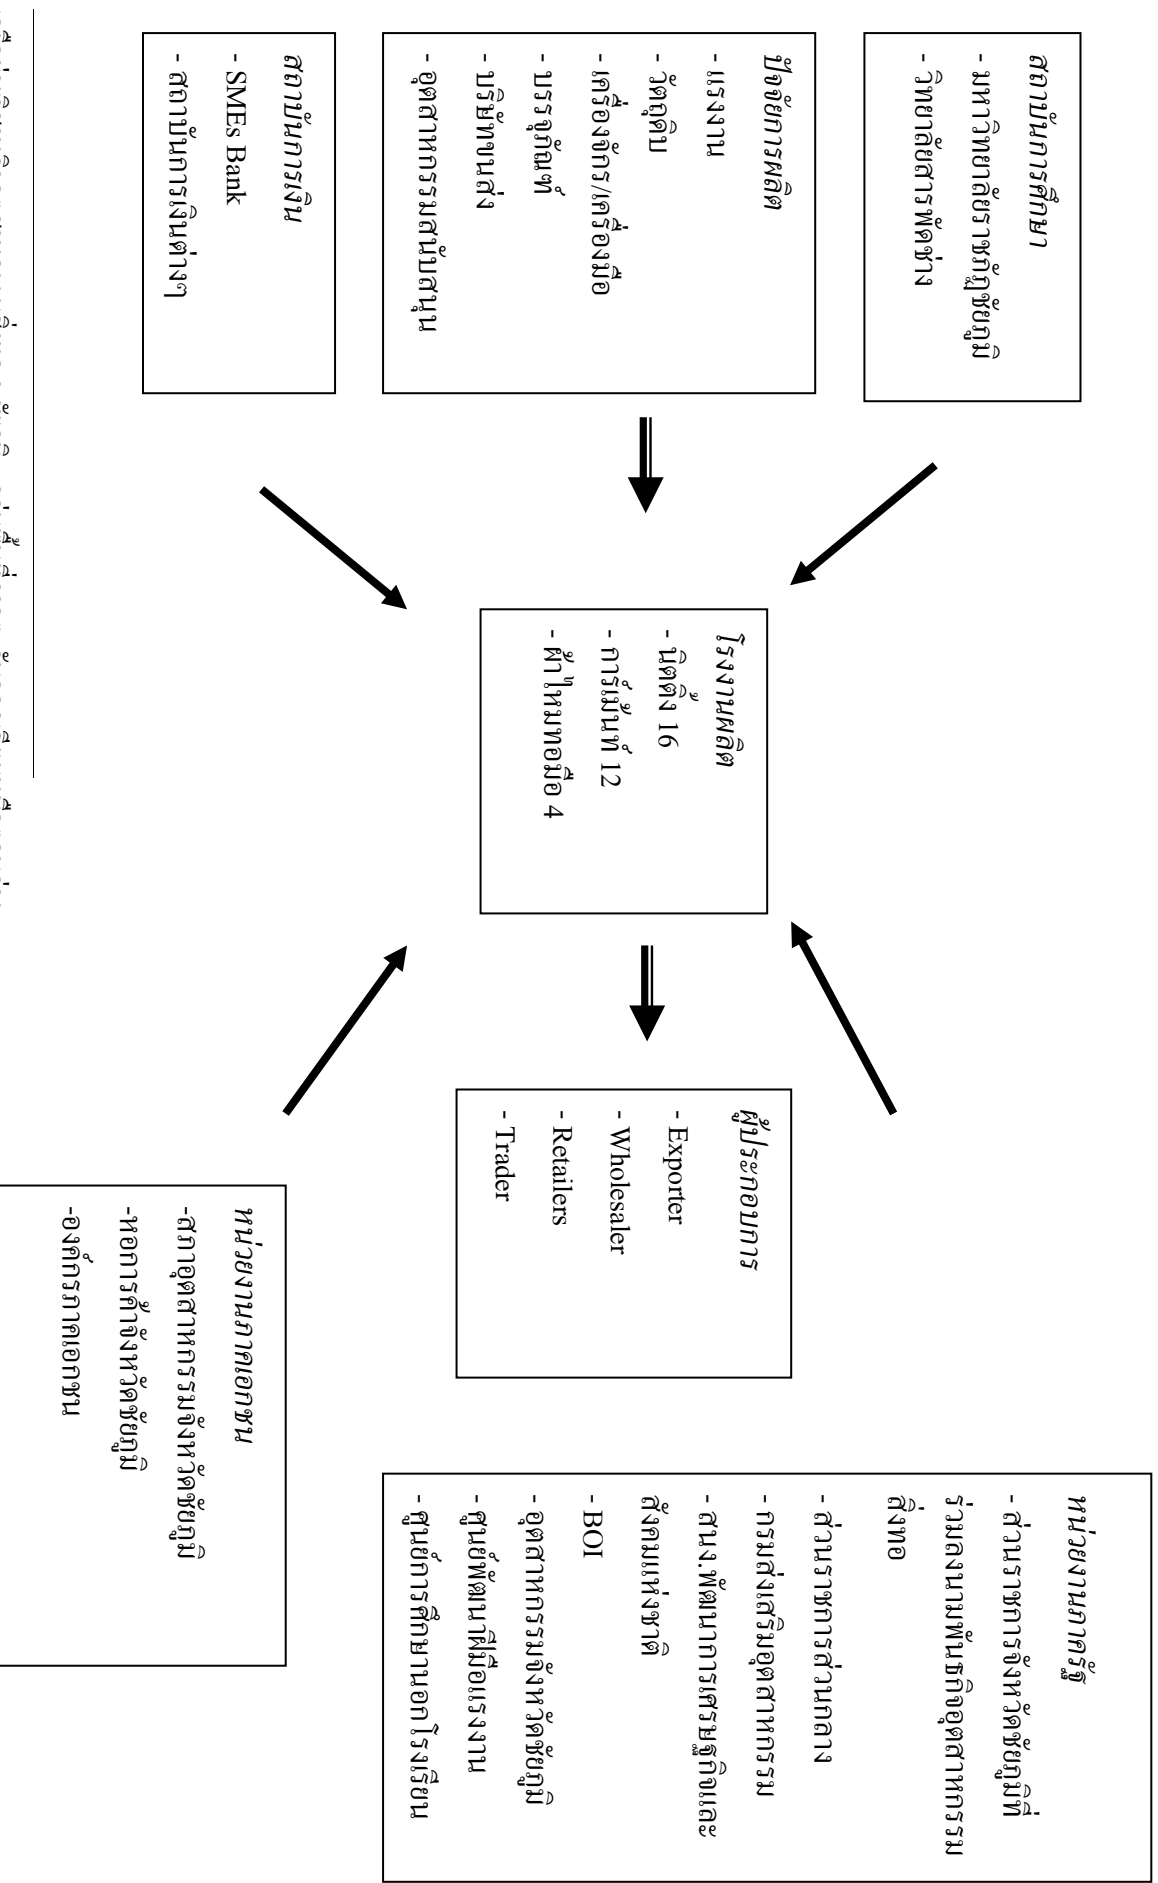 สถาบันการศึกษา
- มหาวิทยาลัยราชภัฏชัยภูมิ
- วิทยาลัยสารพัดช่าง
ปัจจัยการผลิต
- แรงงาน
- วัตถุดิบ
- เครื่องจักร/เครื่องมือ
- บรรจุภัณฑ์
- บริษัทขนส่ง
- อุตสาหกรรมสนับสนุน
สถาบันการเงิน
- SMEs Bank
- สถาบันการเงินต่างๆ
โรงงานผลิต
- นิตติ้ง 16
- การ์เม้นท์ 12
- ผ้าไหมทอมือ 4
ผู้ประกอบการ
- Exporter
- Wholesaler
- Retailers
- Trader
หน่วยงานภาครัฐ
- ส่วนราชการจังหวัดชัยภูมิที่
ร่วมลงนามพันธกิจอุตสาหกรรม
สิ่งทอ
- ส่วนราชการส่วนกลาง
- กรมส่งเสริมอุตสาหกรรม
- สนง.พัฒนาการเศรษฐกิจและ
สังคมแห่งชาติ
- BOI
- อุตสาหกรรมจังหวัดชัยภูมิ
- ศูนย์พัฒนาฝีมือแรงงาน
- ศูนย์การศึกษานอกโรงเรียน
หน่วยงานภาคเอกชน
-สภาอุตสาหกรรมจังหวัดชัยภูมิ
-หอการค้าจังหวัดชัยภูมิ
-องค์กรภาคเอกชน